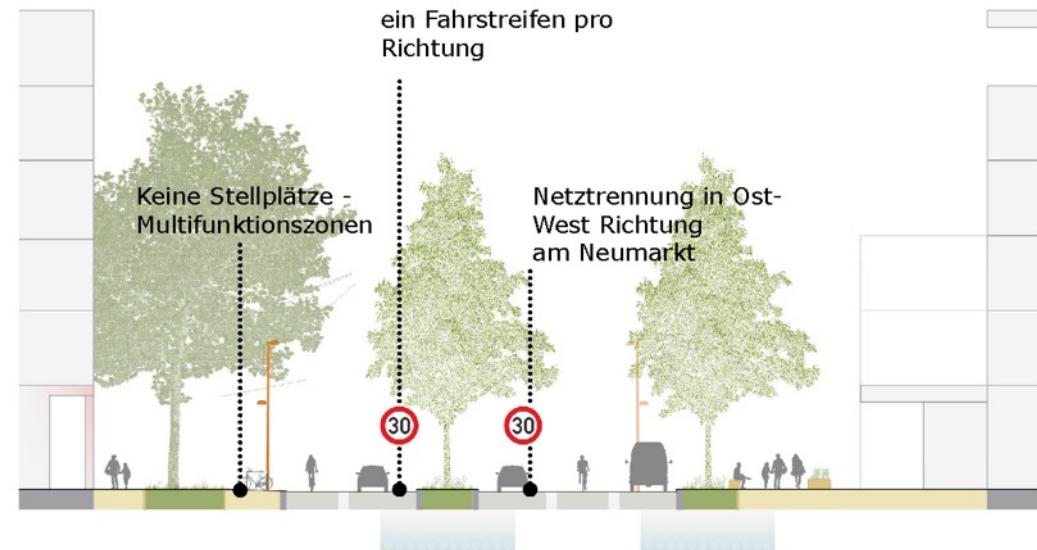 ein Fahrstreifen pro
Richtung
Keine Stellplätze -
Multifunktionszonen
Netztrennung in Ost-
West Richtung
am Neumarkt
30
30